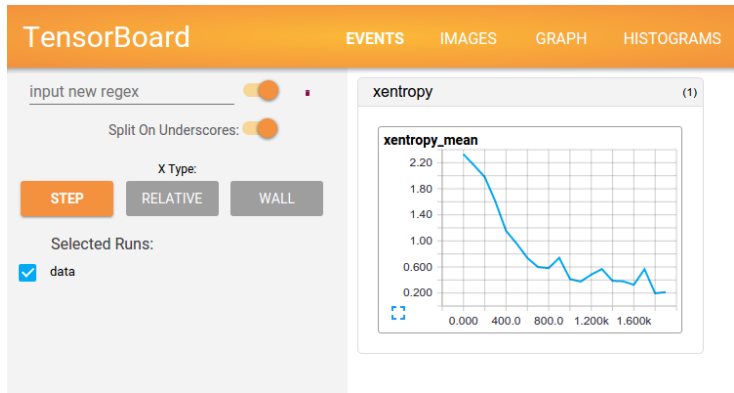 TensorBoard
EVENTS IMAGES GRAPH HISTOGRAMS
input new regex
Split On Underscores:
X Type:
STEP RELATIVE WALL
Selected Runs:
data
xentropy (1)
xentropy_mean
2.20
1.80
1.40
1.00
0.600
0.200
0.000 400.0 800.0 1.200k 1.600k